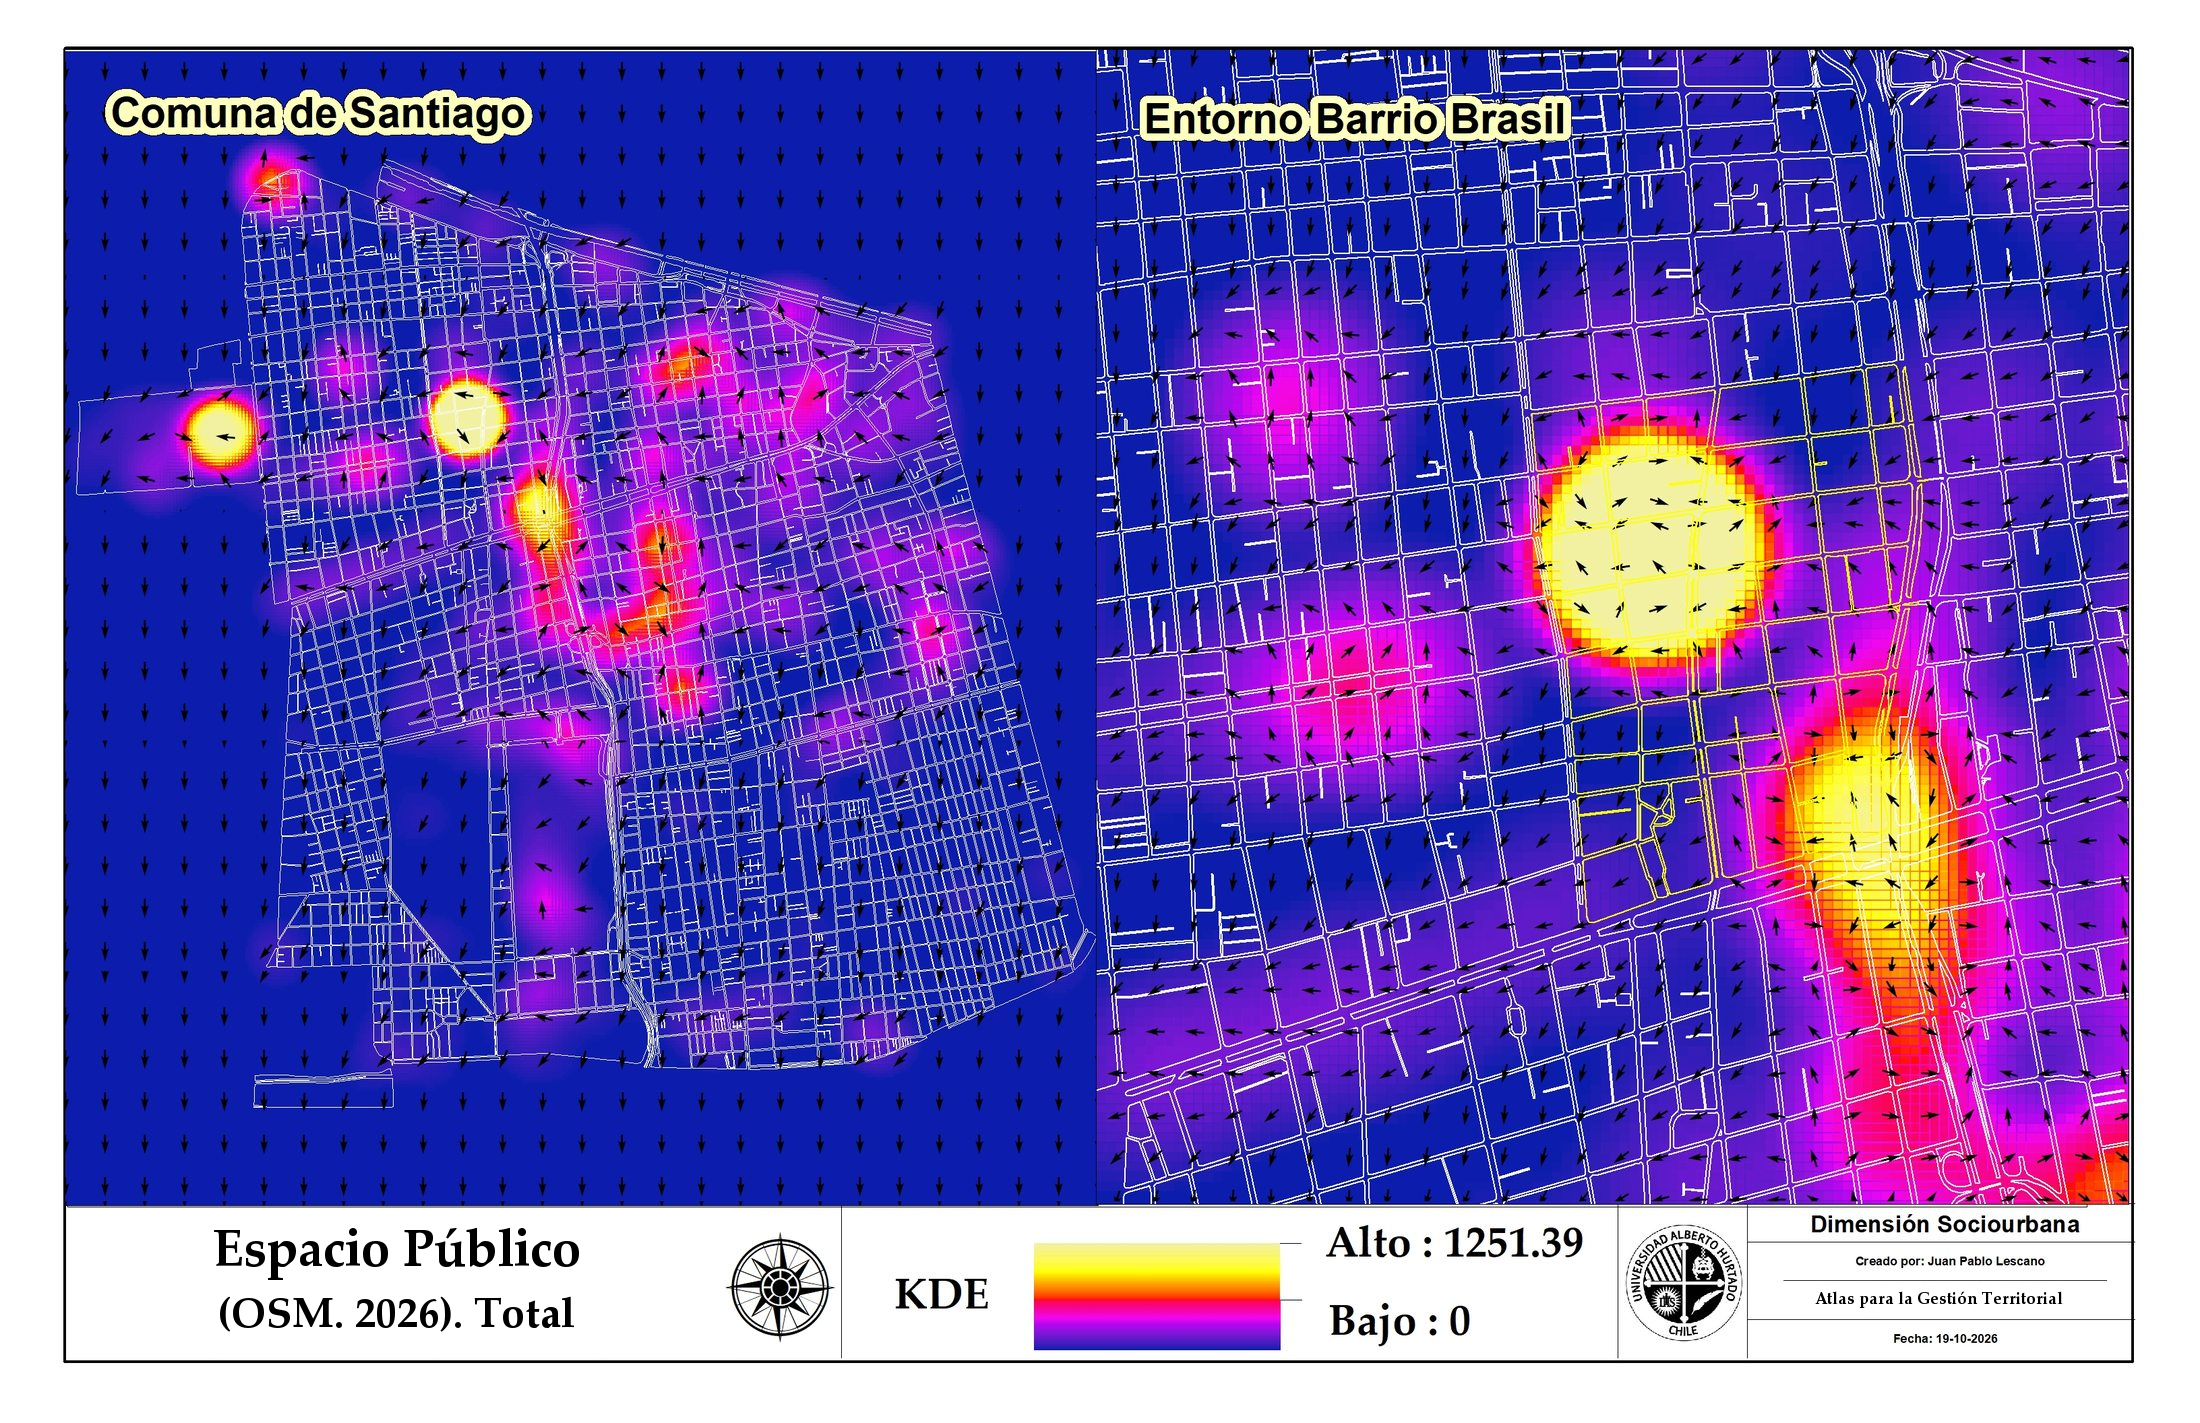 Comuna de Santiago
Entorno Barrio Brasil
Espacio Público
(OSM. 2026). Total
KDE
Alto : 1251.39
Bajo : 0
UNIVERSIDAD ALBERTO HURTADO
CHILE
Dimensión Sociourbana
Creado por: Juan Pablo Lescano
Atlas para la Gestión Territorial
Fecha: 19-10-2026